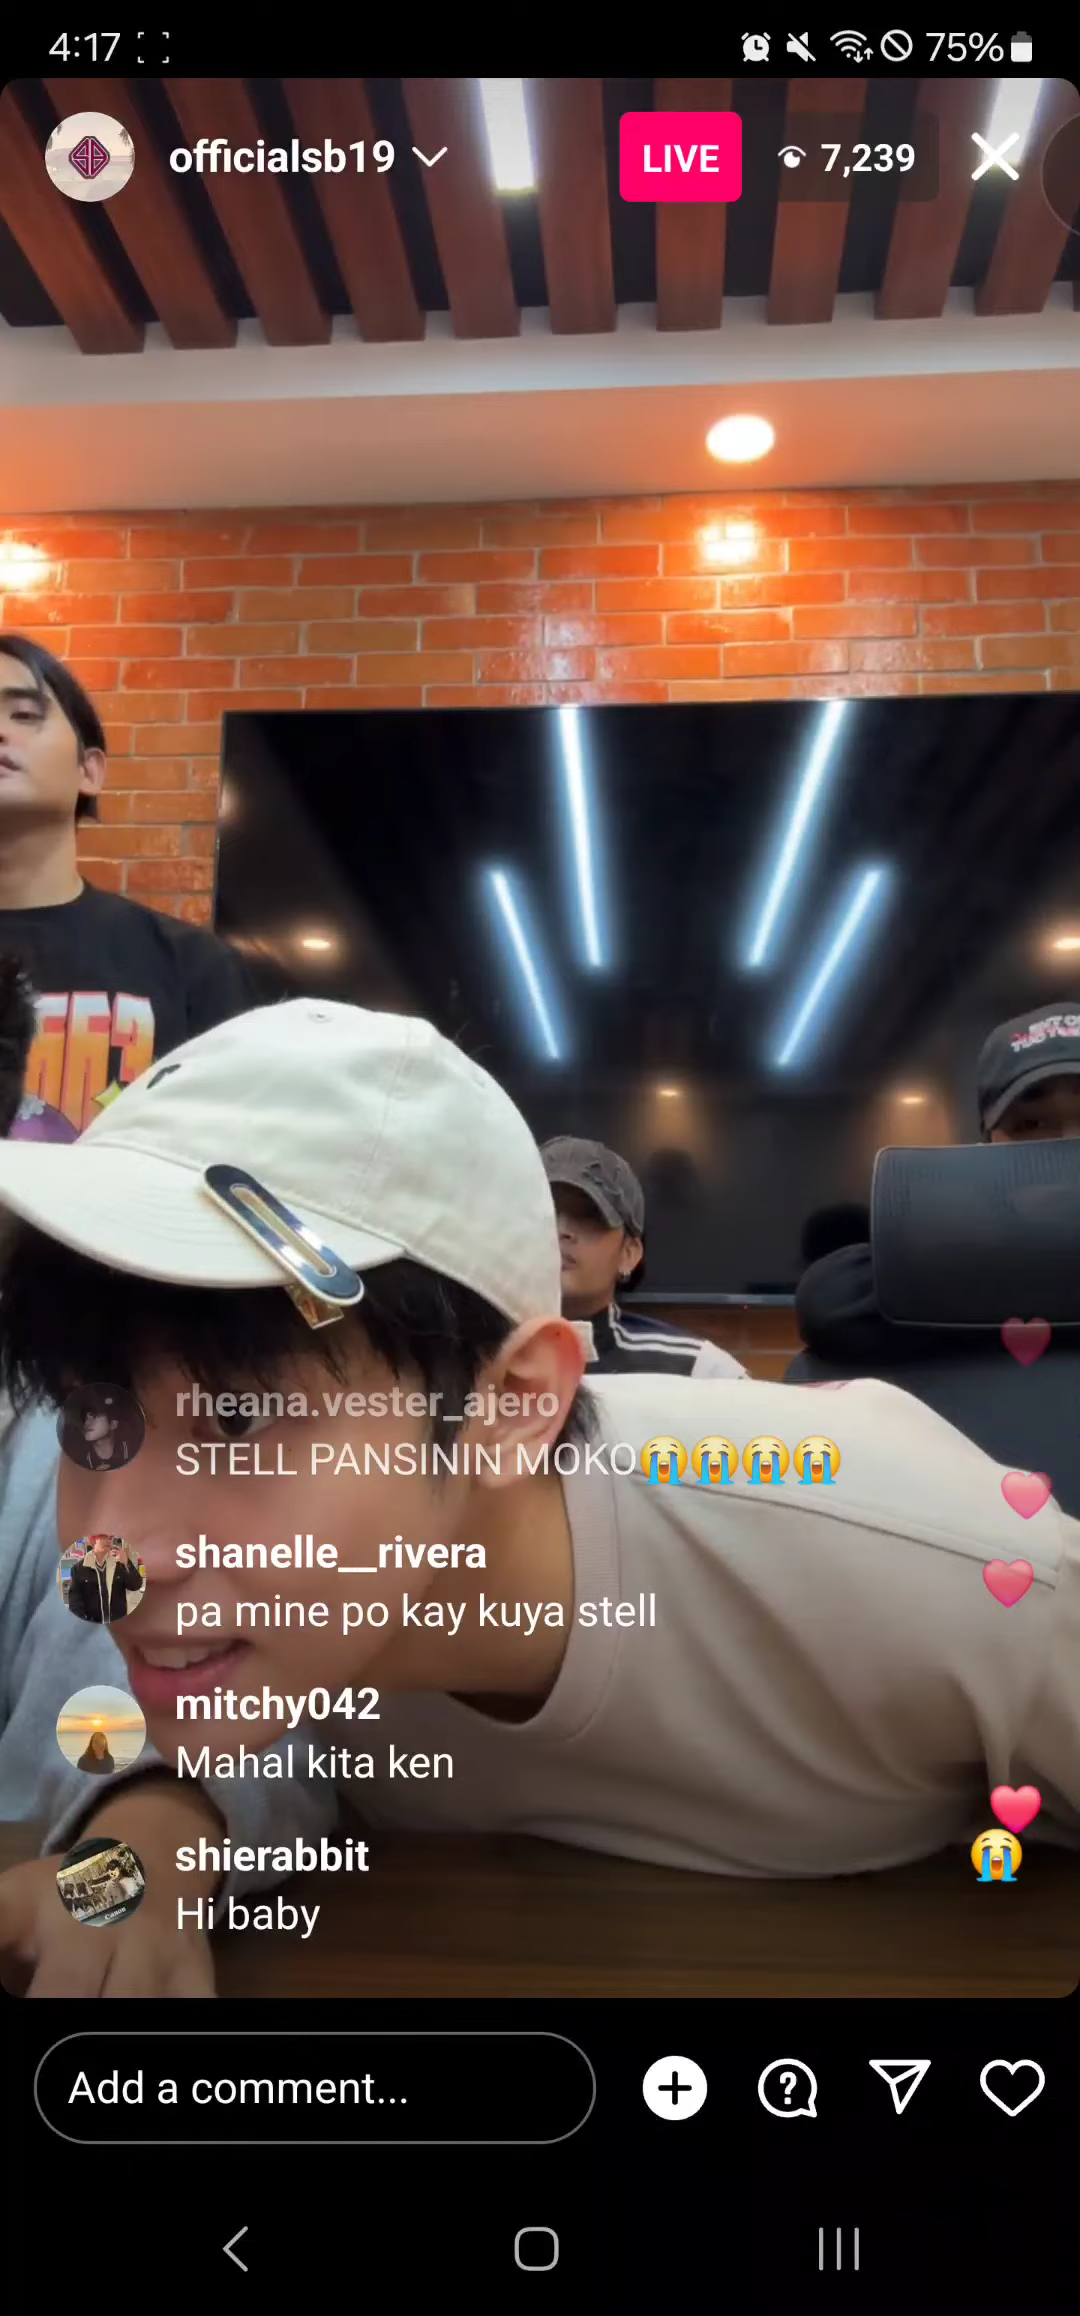 4:17
75%
officialsb19
LIVE
7,239
rheana.vester_ajero
STELL PANSININ MOKO😭😭😭😭
shanelle__rivera
pa mine po kay kuya stell
mitchy042
Mahal kita ken
shierabbit
Hi baby
Add a comment...